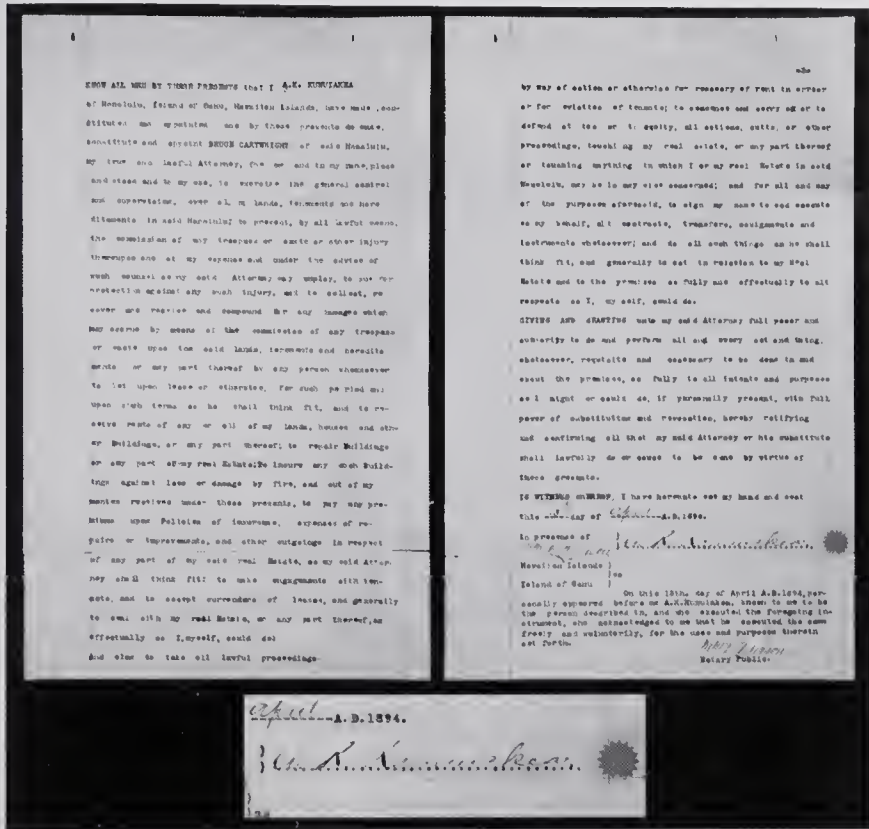 KNOW ALL MEN BY THESE PRESENTS that I A.K. KUNUIAKEA
of Honolulu, Island of Oahu, Hawaiian Islands, have made, con-
stituted and appointed and by these presents do make,
constitute and appoint BRUCE CARTWRIGHT of said Honolulu,
my true and lawful Attorney, for me and in my name, place
and stead and to my use, to exercise the general control
and supervision, over all my lands, tenements and here
ditaments in said Honolulu; to prevent, by all lawful means,
the commission of any trespass or waste or other injury
thereupon and at my expense and under the advice of
such counsel as my said Attorney may employ, to sue for
protection against any such injury, and to collect, re
cover and receive and compound for any damages which
may accrue by means of the commission of any trespass
or waste upon the said lands, tenements and heredita
ments or any part thereof by any person whomsoever
to let upon lease or otherwise, for such period and
upon such terms as he shall think fit, and to re-
ceive rents of any or all of my lands, houses and oth-
er Buildings, or any part thereof; to repair Buildings
or any part of my real Estate; To insure any such Build-
ings against loss or damage by fire, and out of my
monies received under these presents, to pay any pre-
miums upon Policies of insurance, expenses of re-
pairs or improvements, and other outgoings in respect
of any part of my said real Estate, as my said Attor-
ney shall think fit; to make engagements with ten-
ants, and to accept surrenders of leases, and generally
to deal with my real Estate, or any part thereof, as
effectually as I, myself, could do;
And also to take all lawful proceedings
-2-
by way of action or otherwise for recovery of rent in arrear
or for eviction of tenants; to commence and carry on or to
defend at law or in equity, all actions, suits, or other
proceedings, touching my real estate, or any part thereof
or touching anything in which I or my real Estate in said
Honolulu, may be in any wise concerned; and for all and any
of the purposes aforesaid, to sign my name to and execute
on my behalf, all contracts, transfers, assignments and
instruments whatsoever; and do all such things as he shall
think fit, and generally to act in relation to my Real
Estate and to the premises as fully and effectually to all
respects as I, my self, could do.
GIVING AND GRANTING unto my said Attorney full power and
authority to do and perform all and every act and thing,
whatsoever, requisite and necessary to be done in and
about the premises, as fully to all intents and purposes
as I might or could do, if personally present, with full
power of substitution and revocation, hereby ratifying
and confirming all that my said Attorney or his substitute
shall lawfully do or cause to be done by virtue of
these presents.
IN WITNESS WHEREOF, I have hereunto set my hand and seal
this day of April A.D.1894.
In presence of
} A. K. Kunuiakea
Hawaiian Islands )
)ss
Island of Oahu )
On this 12th, day of April A.D.1894, per-
sonally appeared before me A.K.Kunuiakea, known to me to be
the person described in, and who executed the foregoing in-
strument, who acknowledged to me that he executed the same
freely and voluntarily, for the uses and purposes therein
set forth.
Notary Public.
April A.D.1894.
} A. K. Kunuiakea
)
)ss